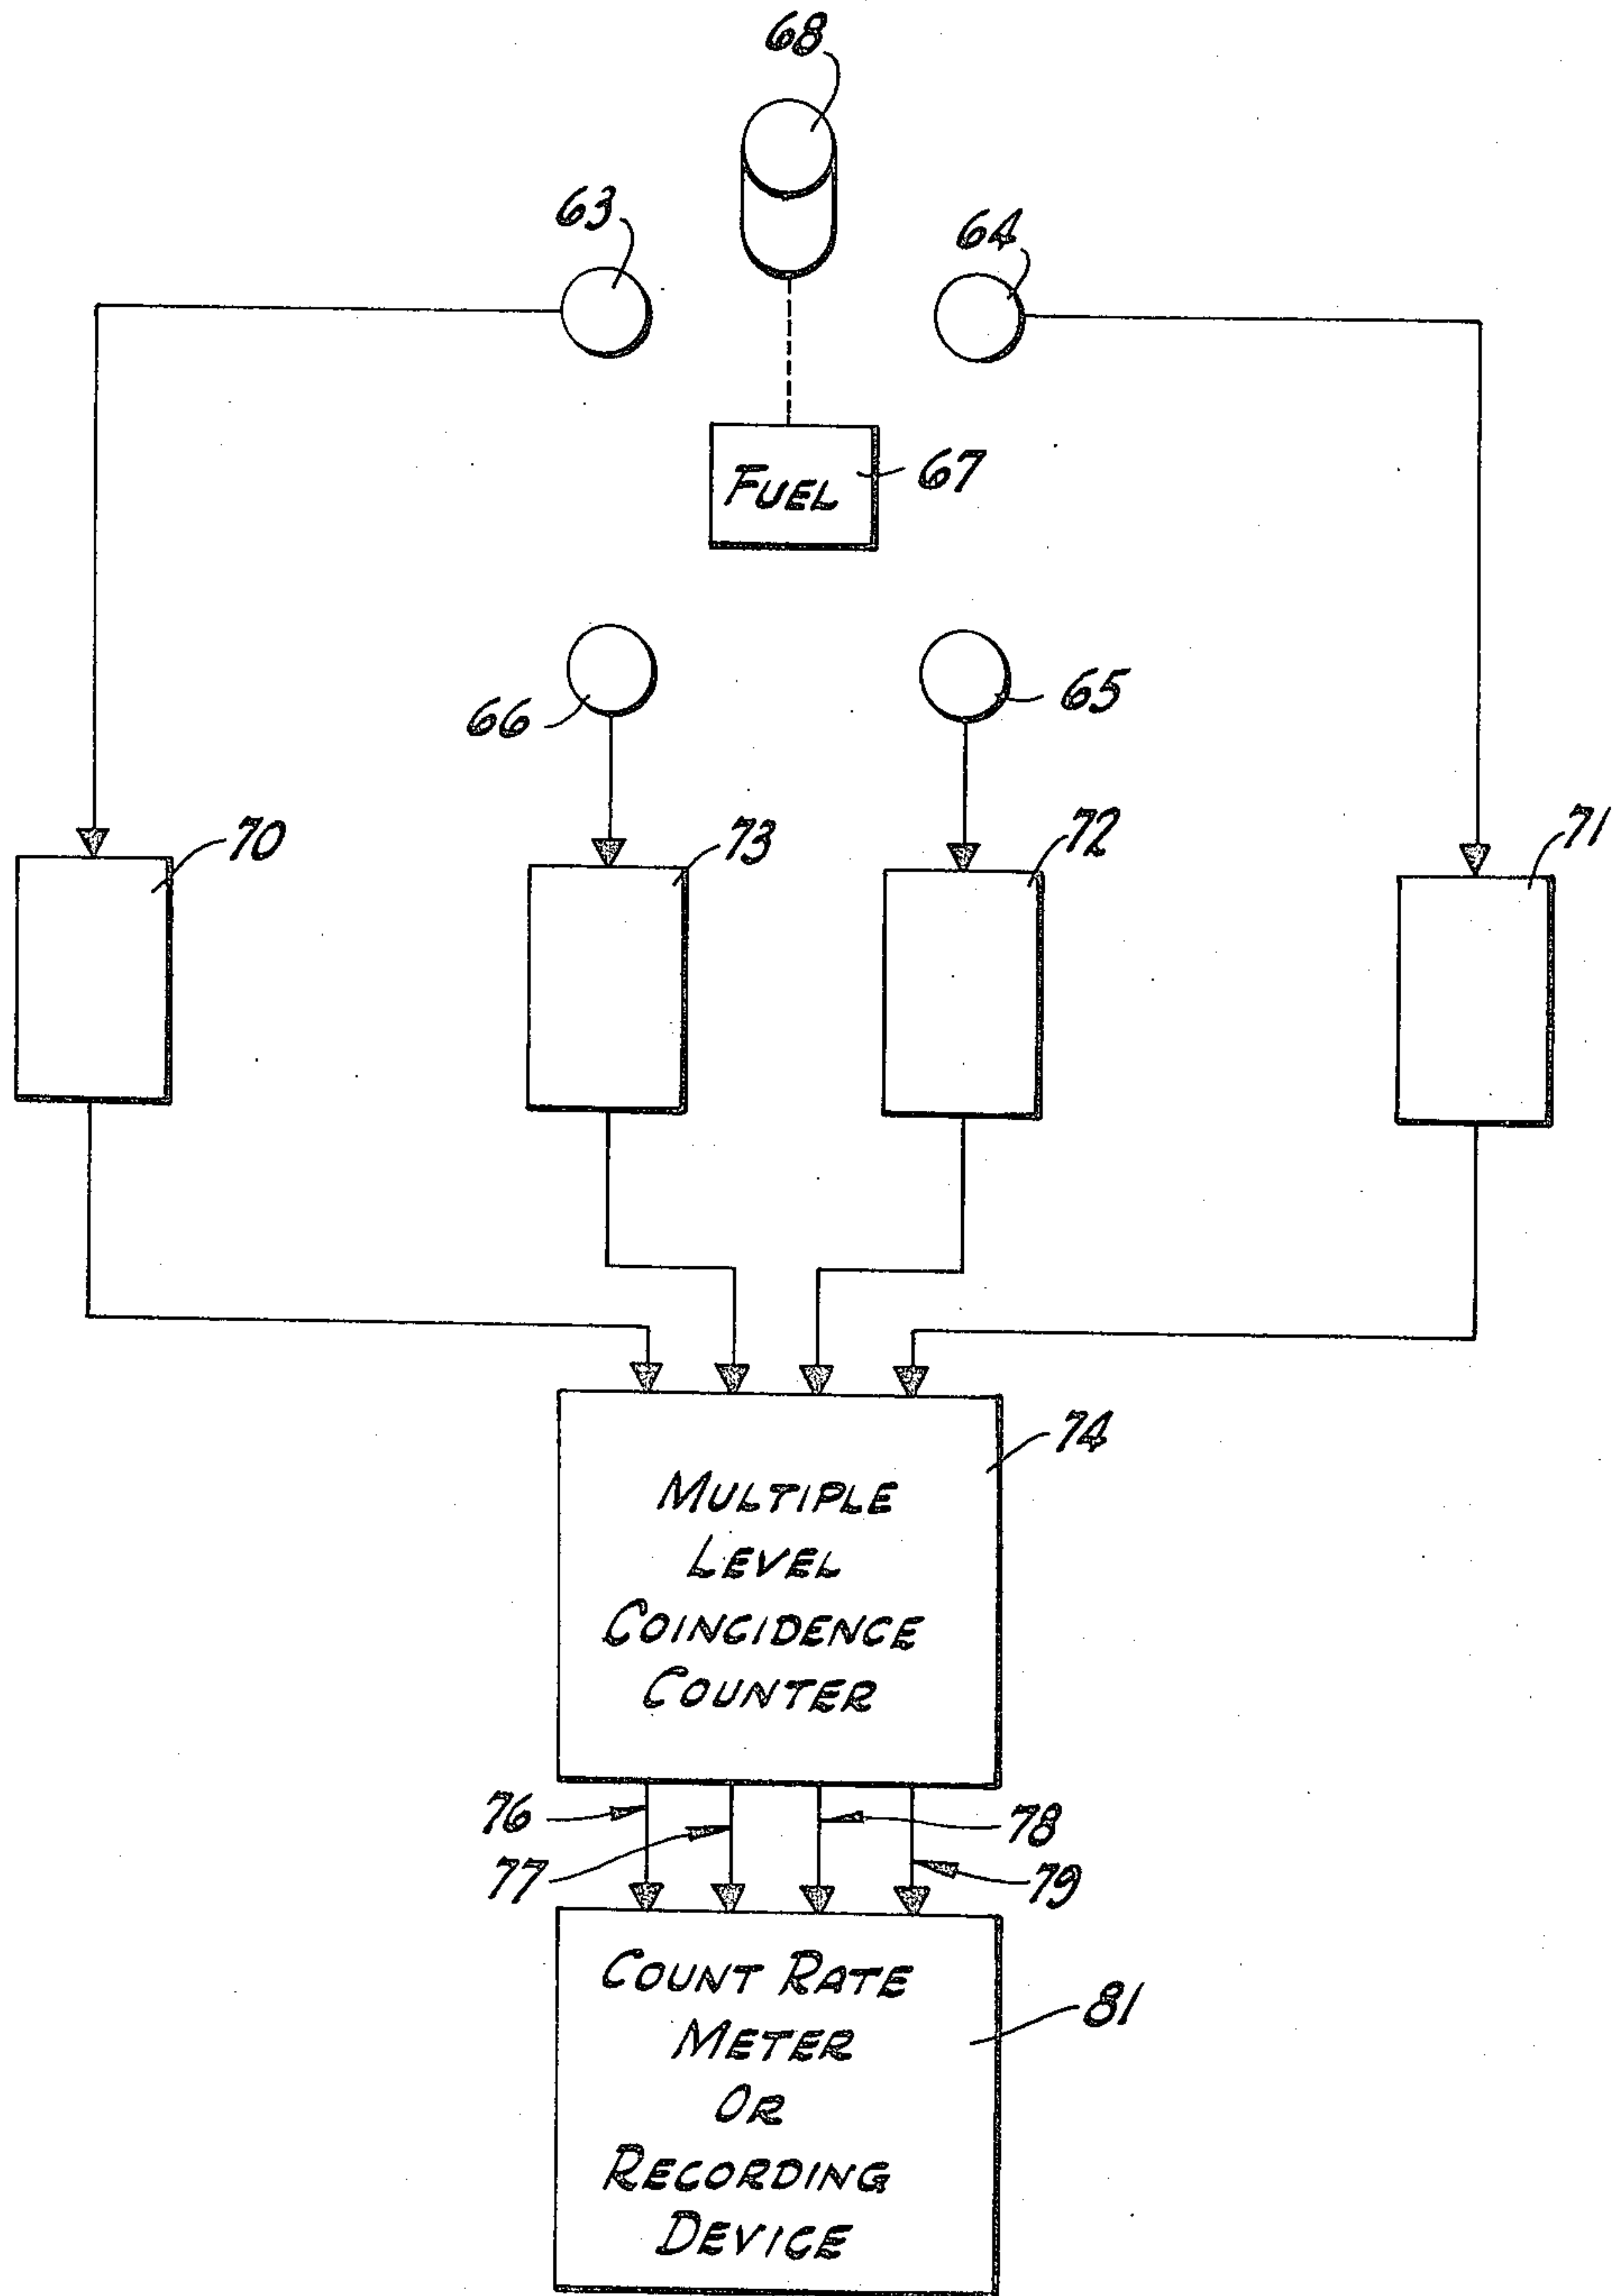 68
63
64
FUEL
67
66
65
70
73
72
71
74
MULTIPLE
LEVEL
COINCIDENCE
COUNTER
76
78
77
79
COUNT RATE
METER
OR
RECORDING
DEVICE
81